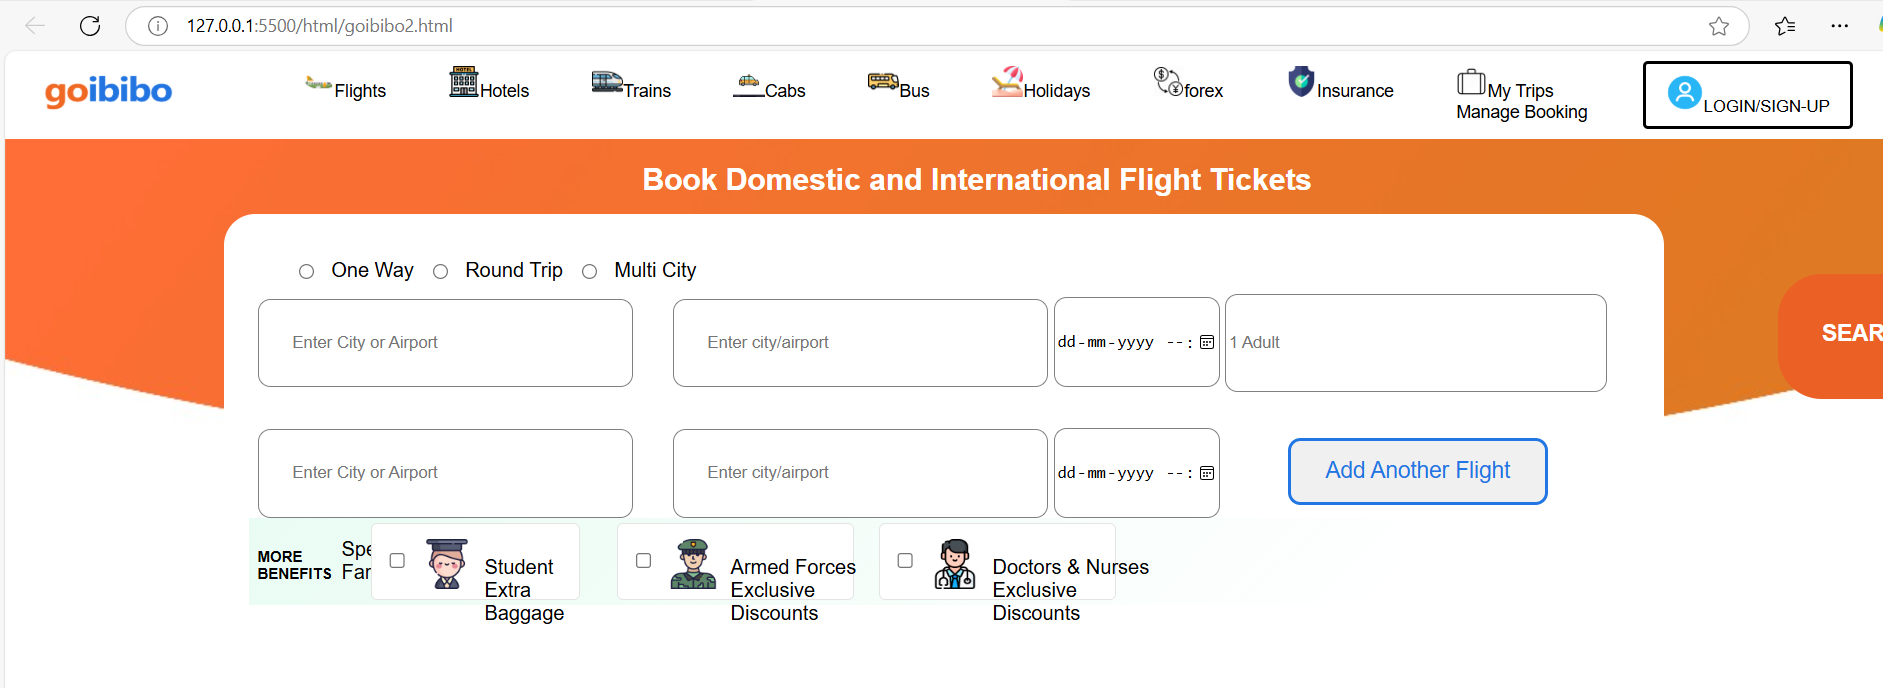 127.0.0.1:5500/html/goibibo2.html
goibibo
Flights
HOTEL
Hotels
Trains
Cabs
Bus
Holidays
forex
Insurance
My Trips
Manage Booking
LOGIN/SIGN-UP
Book Domestic and International Flight Tickets
One Way
Round Trip
Multi City
Enter City or Airport
Enter city/airport
dd-mm-yyyy --:
1 Adult
SEAR
Enter City or Airport
Enter city/airport
dd-mm-yyyy --:
Add Another Flight
MORE
BENEFITS
Spe
Far
Student
Extra
Baggage
Armed Forces
Exclusive
Discounts
Doctors & Nurses
Exclusive
Discounts